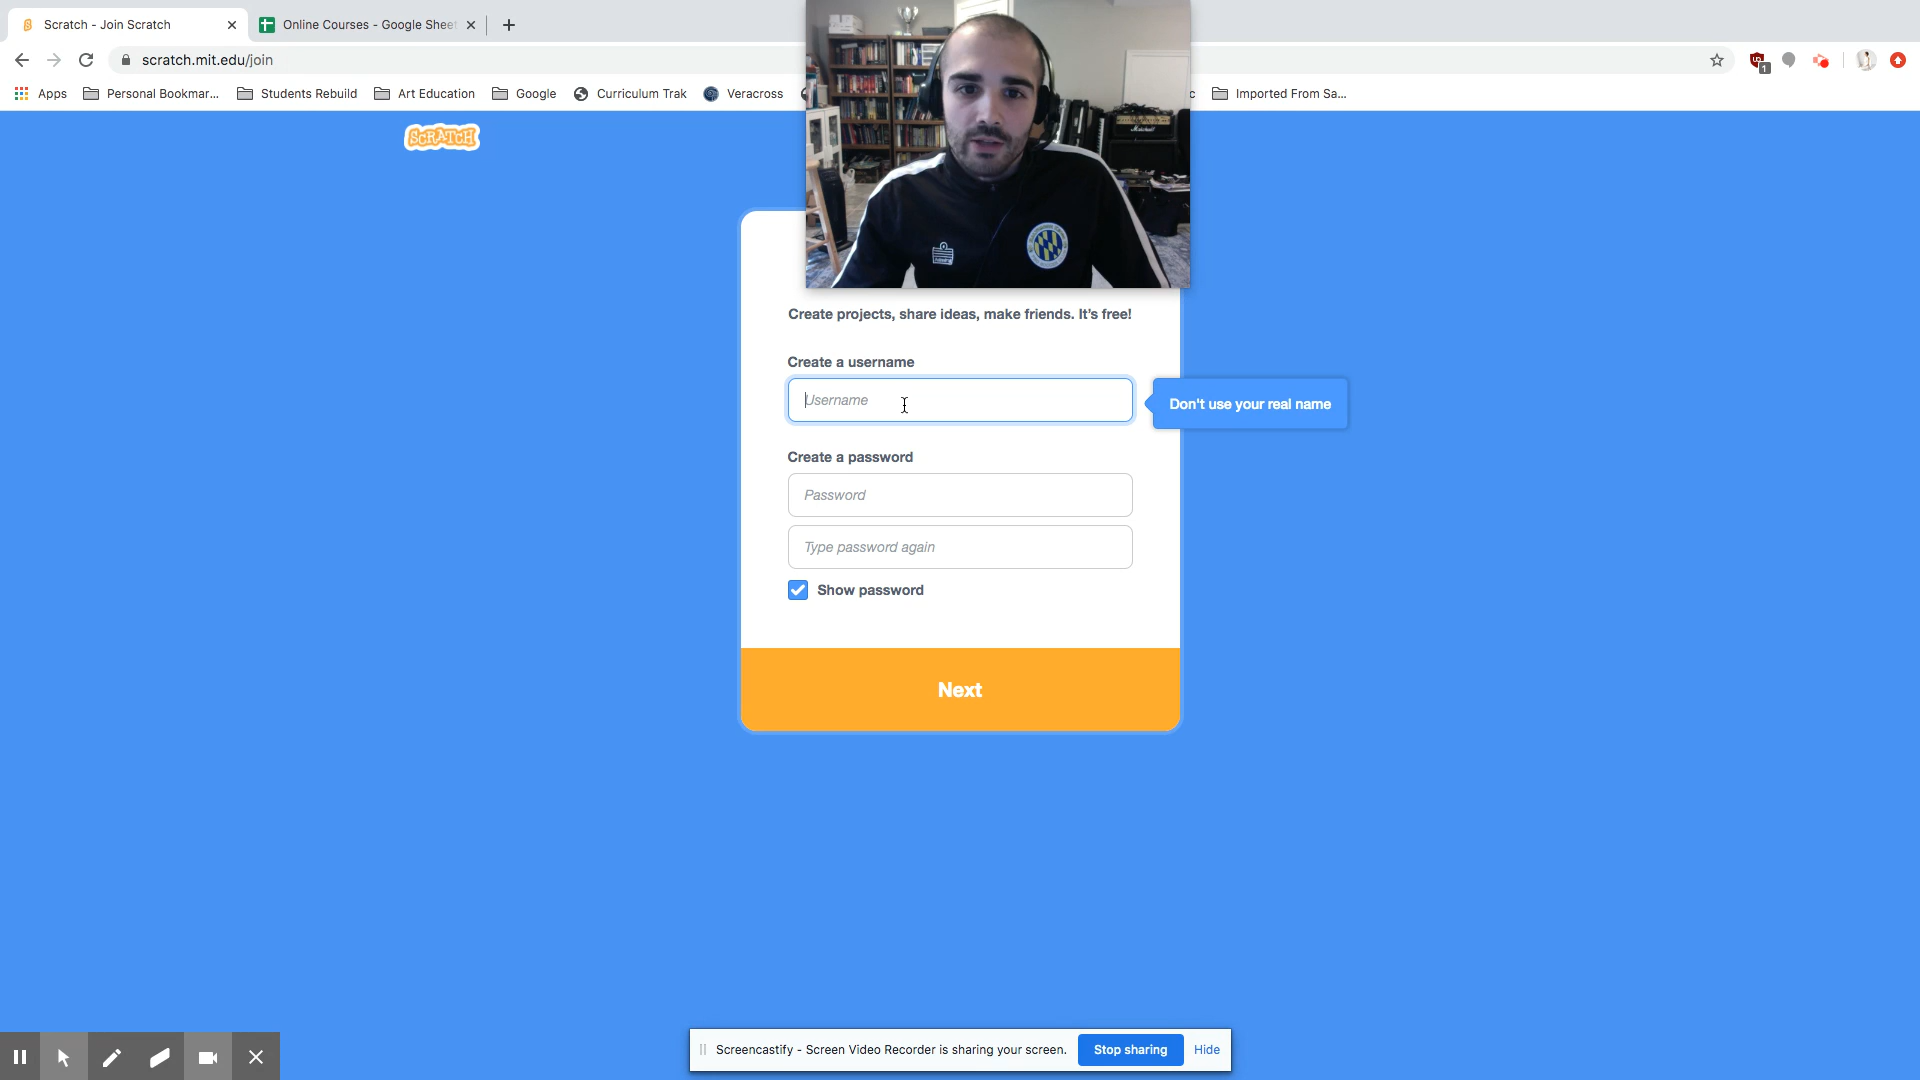 Scratch - Join Scratch
Online Courses - Google Sheet
scratch.mit.edu/join
1
Apps
Personal Bookmar...
Students Rebuild
Art Education
Google
Curriculum Trak
Veracross
c
Imported From Sa...
SCRATCH
Marshall
Create projects, share ideas, make friends. It's free!
Create a username
Username
Don't use your real name
Create a password
Password
Type password again
Show password
Next
Screencastify - Screen Video Recorder is sharing your screen.
Stop sharing
Hide